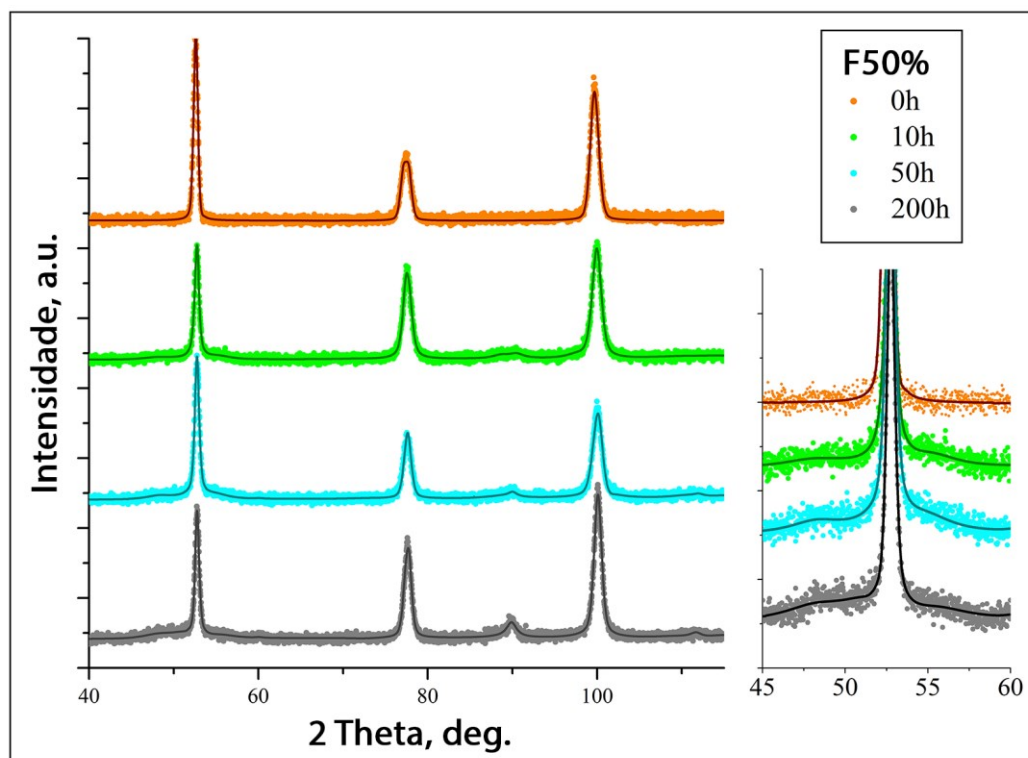 F50%
0h
10h
50h
200h
Intensidade, a.u.
40 60 80 100
2 Theta, deg.
45 50 55 60